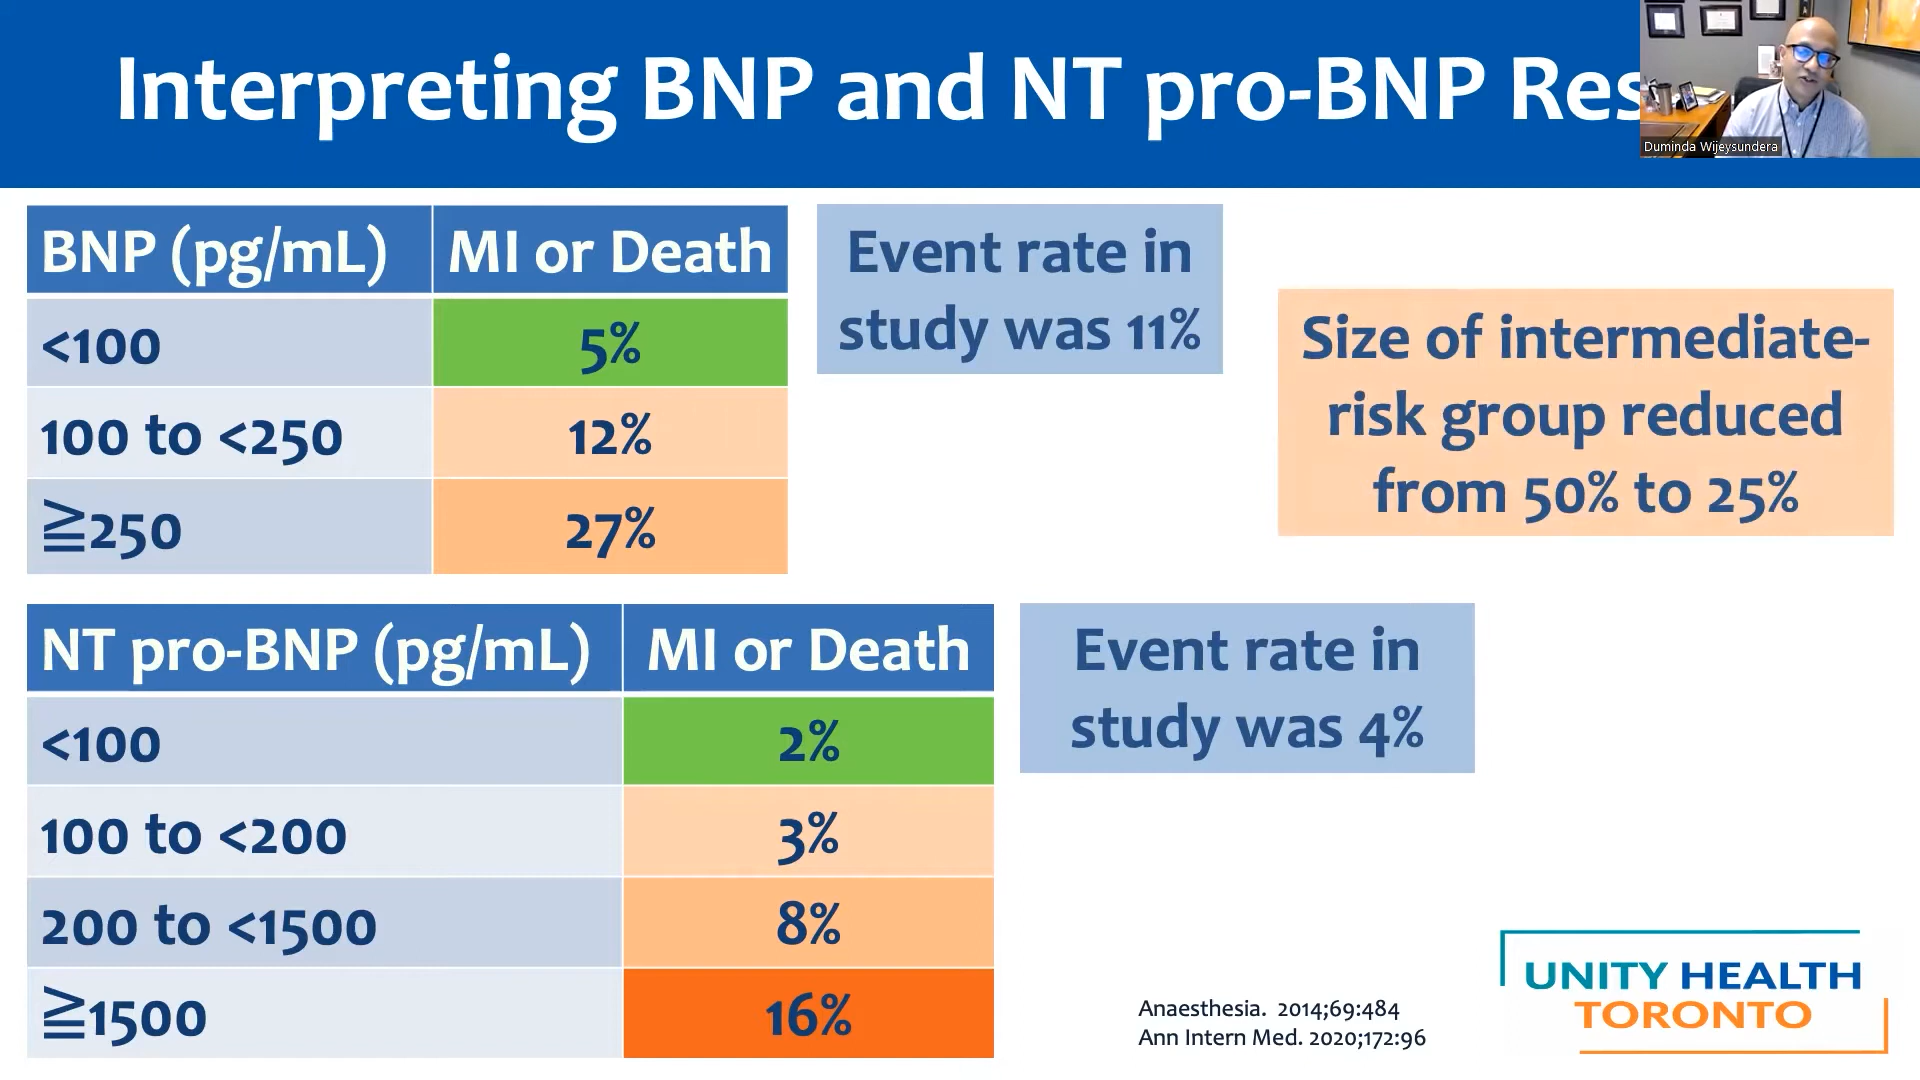 Interpreting BNP and NT pro-BNP Res
Duminda Wijeysundera
BNP (pg/mL) MI or Death
<100 5%
100 to <250 12%
≧250 27%
Event rate in
study was 11%
Size of intermediate-
risk group reduced
from 50% to 25%
NT pro-BNP (pg/mL) MI or Death
<100 2%
100 to <200 3%
200 to <1500 8%
≧1500 16%
Event rate in
study was 4%
Anaesthesia. 2014;69:484
Ann Intern Med. 2020;172:96
UNITY HEALTH
TORONTO